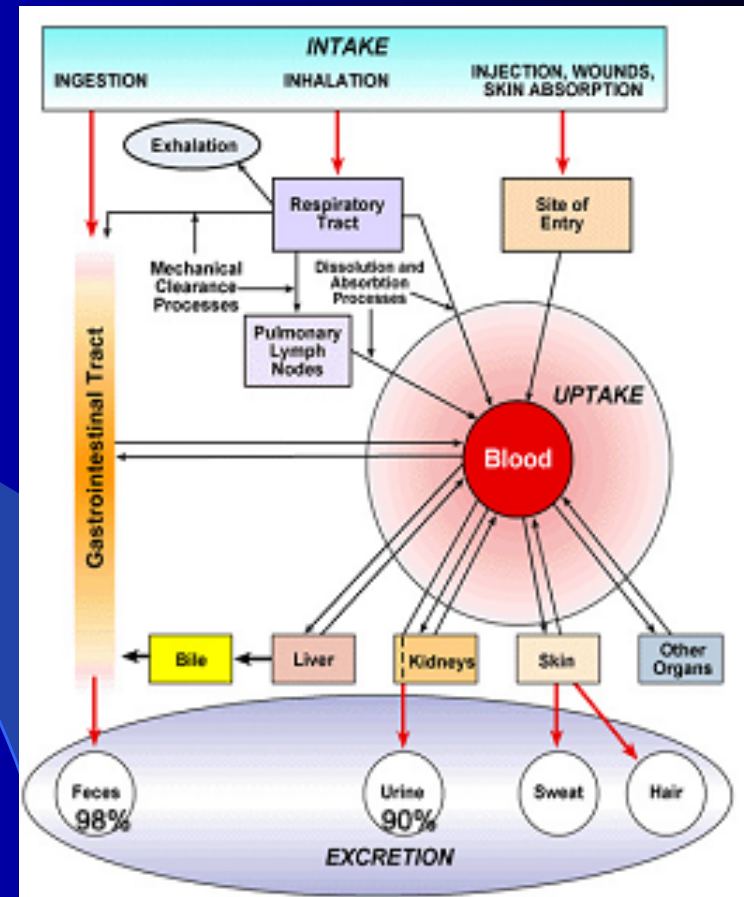 INTAKE
INGESTION
INHALATION
INJECTION, WOUNDS,
SKIN ABSORPTION
Exhalation
Respiratory
Tract
Site of
Entry
Mechanical
Clearance
Processes
Dissolution and
Absorbtion
Processes
Pulmonary
Lymph
Nodes
UPTAKE
Blood
Gastrointestinal Tract
Bile
Liver
Kidneys
Skin
Other
Organs
Feces
98%
Urine
90%
Sweat
Hair
EXCRETION